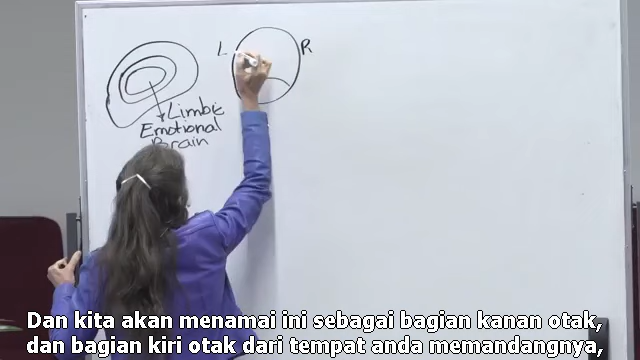 L R
Limbic
Emotional
Brain
Dan kita akan menamai ini sebagai bagian kanan otak,
dan bagian kiri otak dari tempat anda memandangnya,